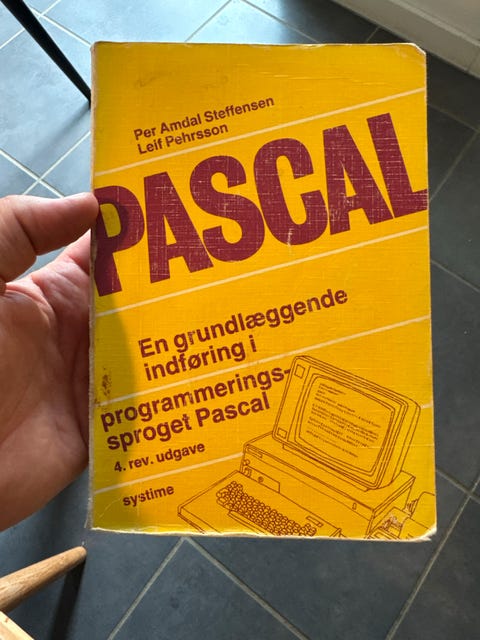 Per Amdal Steffensen
Leif Pehrsson
PASCAL
En grundlæggende
indføring i
programmerings-
sproget Pascal
4. rev. udgave
systime